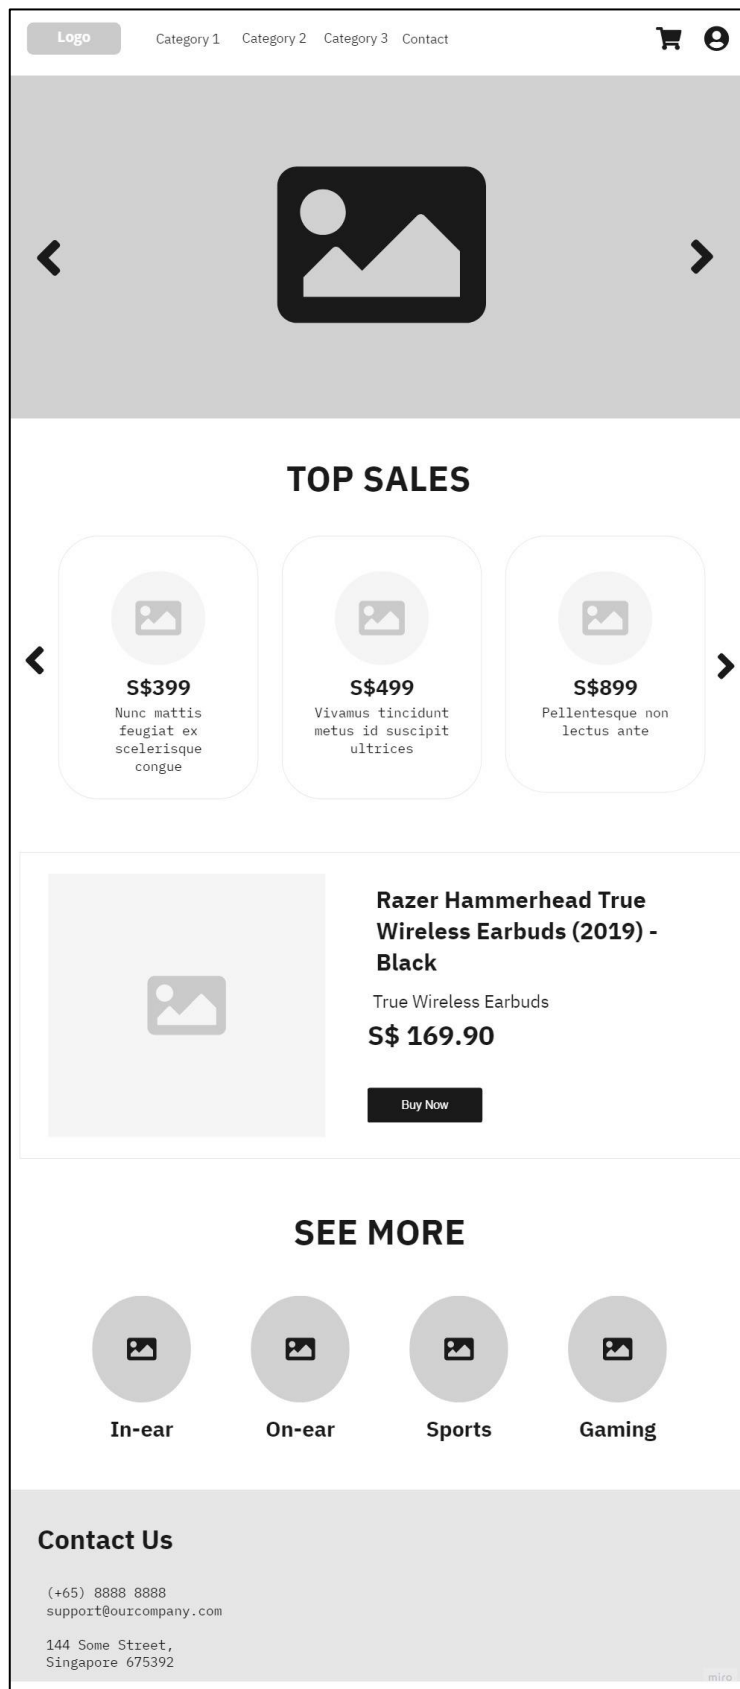 Logo
Category 1 Category 2 Category 3 Contact
TOP SALES
S$399
Nunc mattis
feugiat ex
scelerisque
congue
S$499
Vivamus tincidunt
metus id suscipit
ultrices
S$899
Pellentesque non
lectus ante
Razer Hammerhead True
Wireless Earbuds (2019) -
Black
True Wireless Earbuds
S$ 169.90
Buy Now
SEE MORE
In-ear
On-ear
Sports
Gaming
Contact Us
(+65) 8888 8888
support@ourcompany.com
144 Some Street,
Singapore 675392
miro